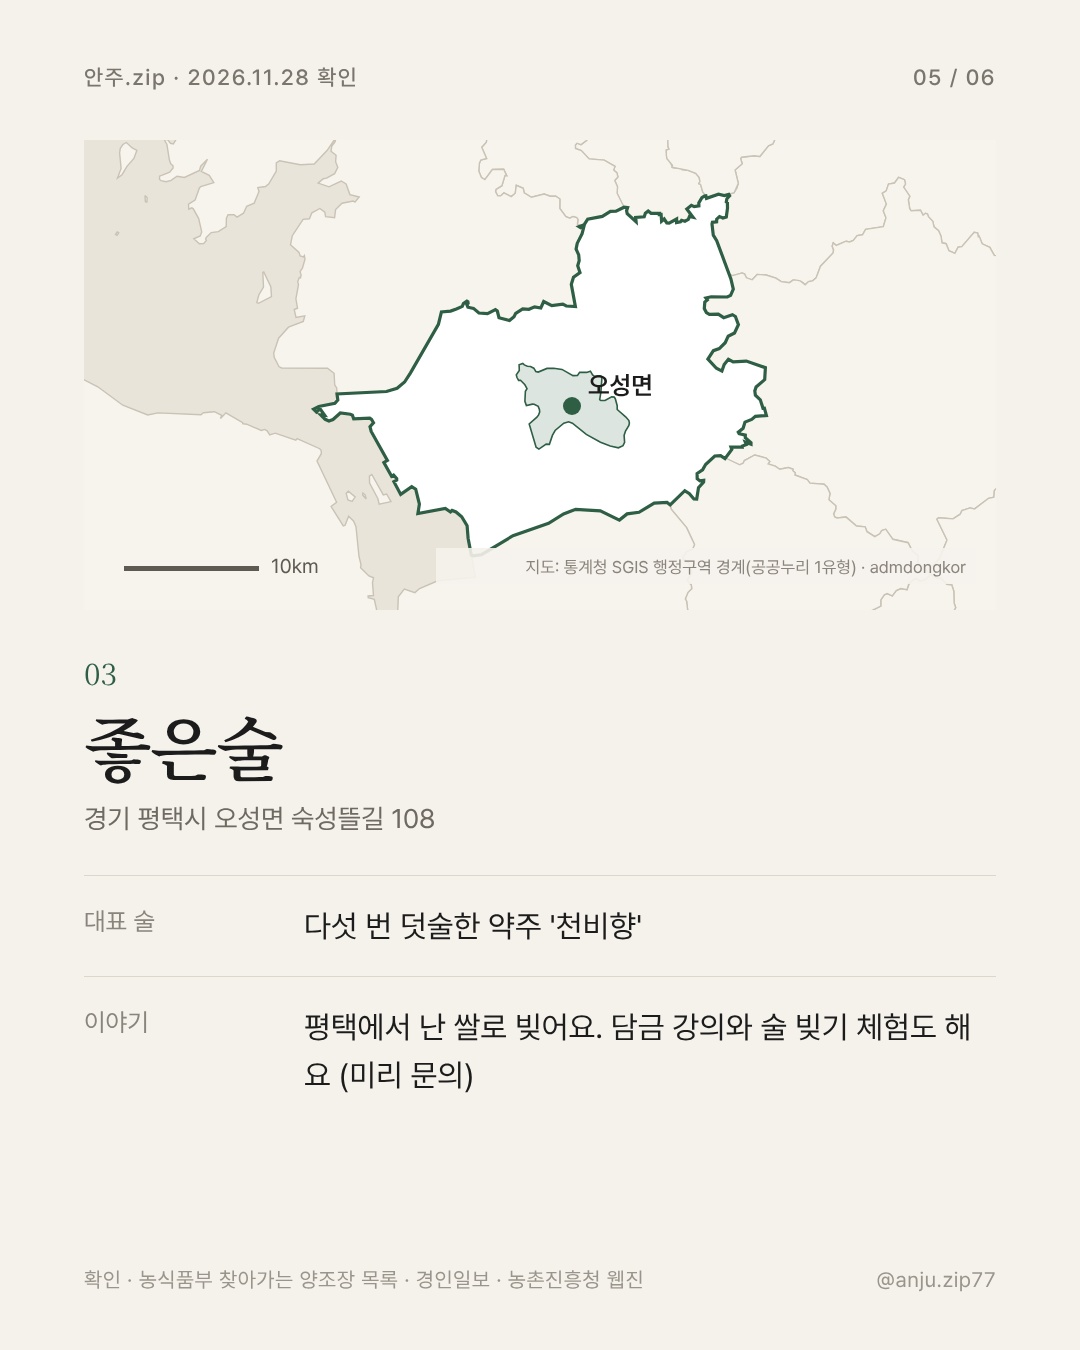 안주.zip · 2026.11.28 확인
05 / 06
오성면
10km
지도: 통계청 SGIS 행정구역 경계(공공누리 1유형) · admdongkor
03
좋은술
경기 평택시 오성면 숙성뜰길 108
대표 술
다섯 번 덧술한 약주 '천비향'
이야기
평택에서 난 쌀로 빚어요. 담금 강의와 술 빚기 체험도 해
요 (미리 문의)
확인 · 농식품부 찾아가는 양조장 목록 · 경인일보 · 농촌진흥청 웹진
@anju.zip77